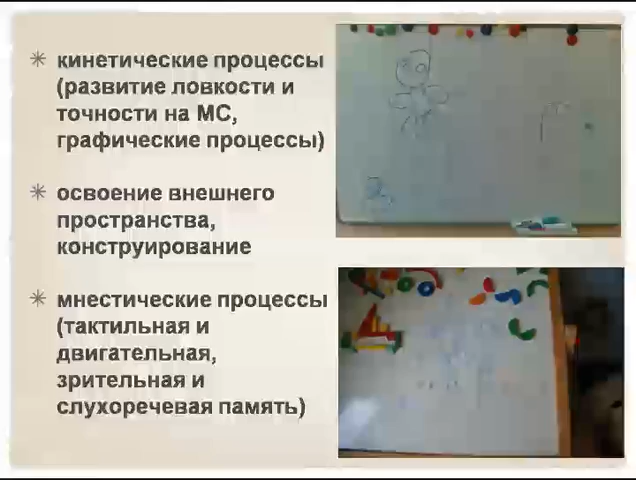 кинетические процессы
(развитие ловкости и
точности на МС,
графические процессы)
освоение внешнего
пространства,
конструирование
мнестические процессы
(тактильная и
двигательная,
зрительная и
слухоречевая память)